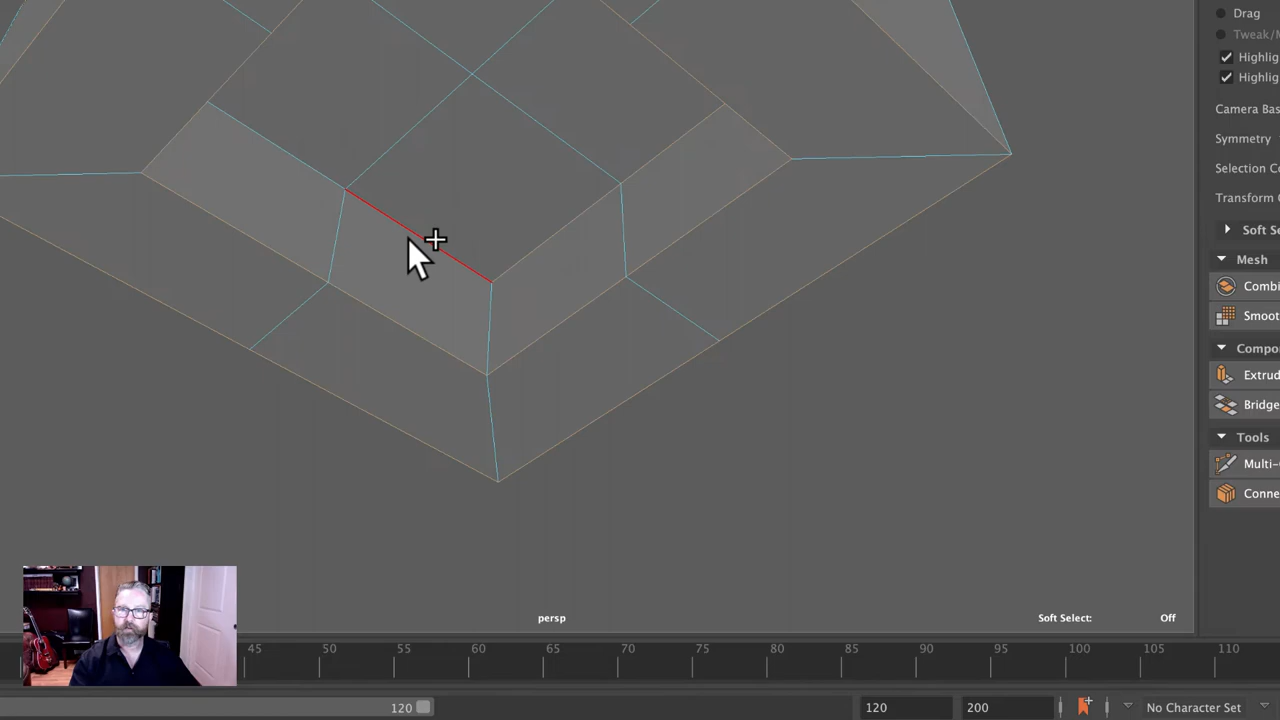 Drag
Tweak/M
Highlig
Highlig
Camera Bas
Symmetry
Selection Co
Transform C
Soft Se
Mesh
Combi
Smoot
Compo
Extrud
Bridge
Tools
Multi-C
Conne
persp
Soft Select: Off
45 50 55 60 65 70 75 80 85 90 95 100 105 110
120 120 200 No Character Set